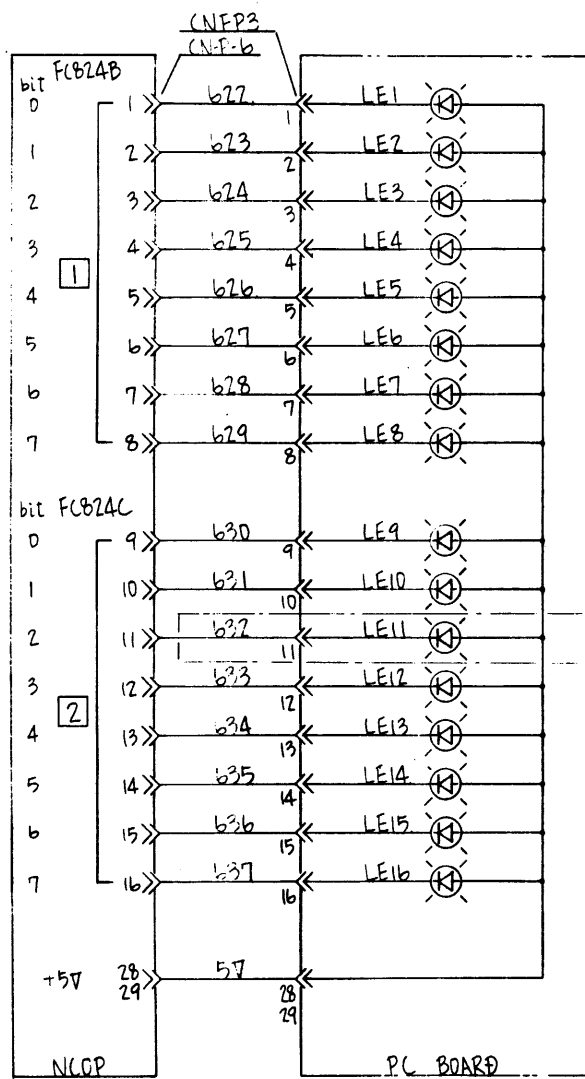 CNFP3
CN-P-6
bit FC824B
0 1 622 1 LE1
1 2 623 2 LE2
2 3 624 3 LE3
3 4 625 4 LE4
1
4 5 626 5 LE5
5 6 627 6 LE6
6 7 628 7 LE7
7 8 629 8 LE8
bit FC824C
0 9 630 9 LE9
1 10 631 10 LE10
2 11 632 11 LE11
3 12 633 12 LE12
2
4 13 634 13 LE13
5 14 635 14 LE14
6 15 636 15 LE15
7 16 637 16 LE16
+5V 28 5V 28
29 29
NCOP PC BOARD